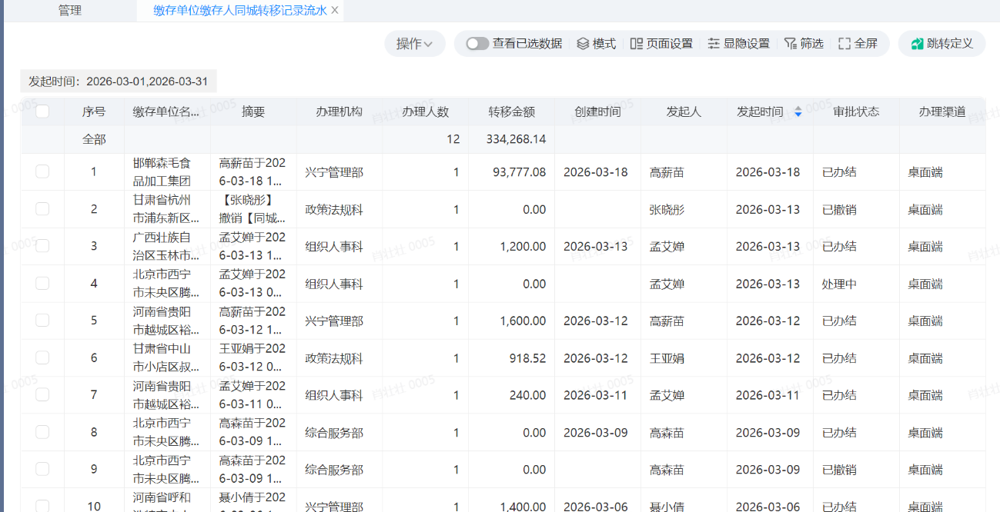 管理
缴存单位缴存人同城转移记录流水
操作 查看已选数据 模式 页面设置 显隐设置 筛选 全屏 跳转定义
发起时间：2026-03-01,2026-03-31
序号 缴存单位名... 摘要 办理机构 办理人数 转移金额 创建时间 发起人 发起时间 审批状态 办理渠道
全部 12 334,268.14
1 邯郸森毛食品加工集团 高薪苗于2026-03-18 1... 兴宁管理部 1 93,777.08 2026-03-18 高薪苗 2026-03-18 已办结 桌面端
2 甘肃省杭州市浦东新区... 【张晓彤】撤销【同城... 政策法规科 1 0.00 张晓彤 2026-03-13 已撤销 桌面端
3 广西壮族自治区玉林市... 孟艾婵于2026-03-13 1... 组织人事科 1 1,200.00 2026-03-13 孟艾婵 2026-03-13 已办结 桌面端
4 北京市西宁市未央区腾... 孟艾婵于2026-03-13 0... 组织人事科 1 0.00 孟艾婵 2026-03-13 处理中 桌面端
5 河南省贵阳市越城区裕... 高薪苗于2026-03-12 1... 兴宁管理部 1 1,600.00 2026-03-12 高薪苗 2026-03-12 已办结 桌面端
6 甘肃省中山市小店区叔... 王亚娟于2026-03-12 0... 政策法规科 1 918.52 2026-03-12 王亚娟 2026-03-12 已办结 桌面端
7 河南省贵阳市越城区裕... 孟艾婵于2026-03-11 0... 组织人事科 1 240.00 2026-03-11 孟艾婵 2026-03-11 已办结 桌面端
8 北京市西宁市未央区腾... 高森苗于2026-03-09 1... 综合服务部 1 0.00 2026-03-09 高森苗 2026-03-09 已办结 桌面端
9 北京市西宁市未央区腾... 高森苗于2026-03-09 1... 综合服务部 1 0.00 高森苗 2026-03-09 已撤销 桌面端
10 河南省呼和 聂小倩于202 兴宁管理部 1 1,400.00 2026-03-06 聂小倩 2026-03-06 已办结 桌面端